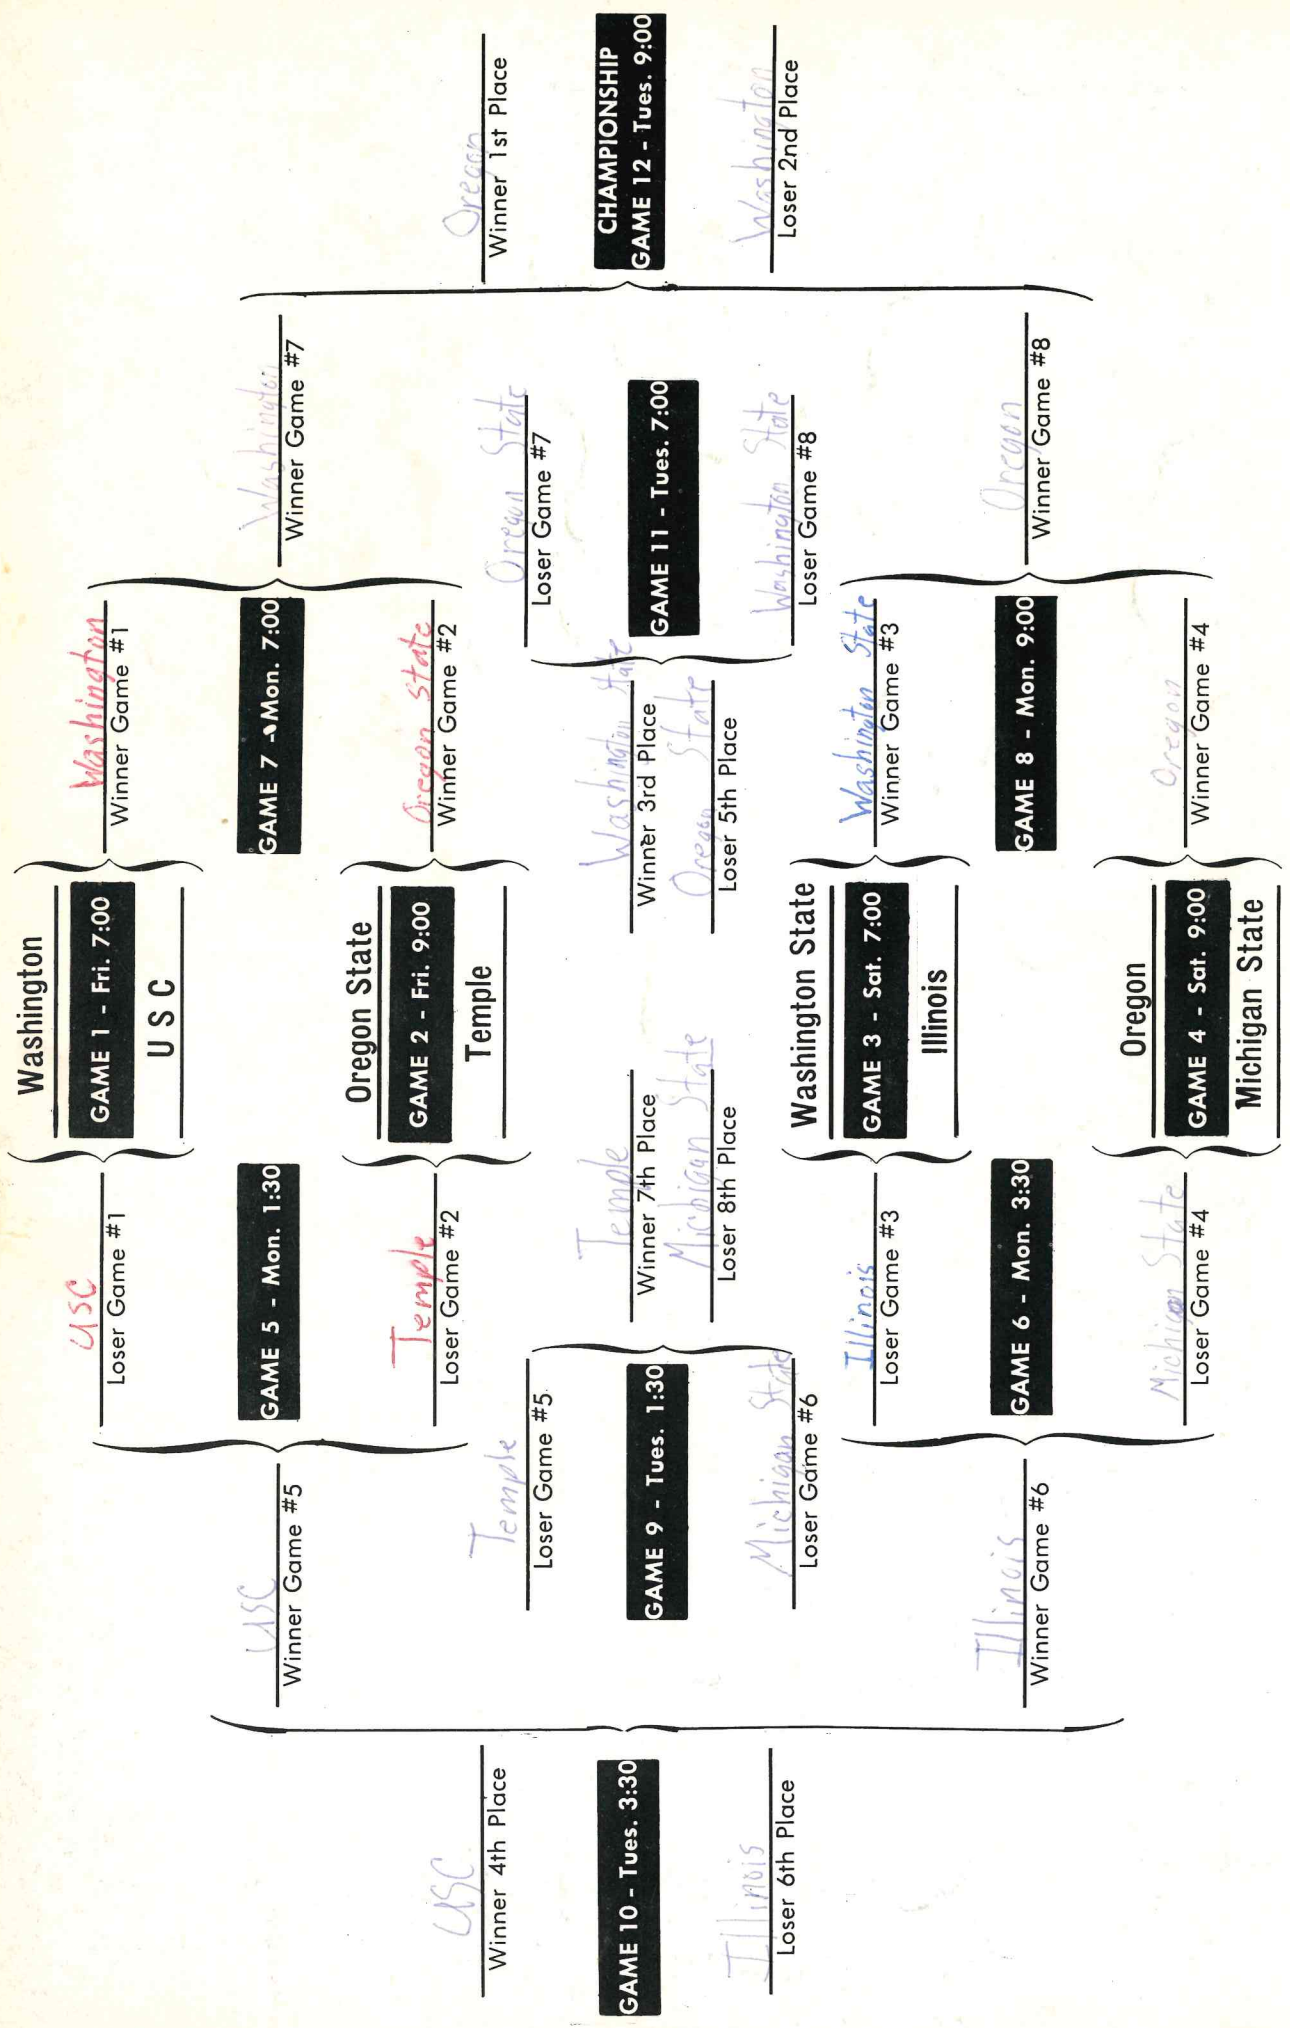 Washington
GAME 1 - Fri. 7:00
U S C
Oregon State
GAME 2 - Fri. 9:00
Temple
Washington State
GAME 3 - Sat. 7:00
Illinois
Oregon
GAME 4 - Sat. 9:00
Michigan State
USC
Loser Game #1
GAME 5 - Mon. 1:30
Temple
Loser Game #2
Illinois
Loser Game #3
GAME 6 - Mon. 3:30
Michigan State
Loser Game #4
USC
Winner Game #5
Temple
Loser Game #5
GAME 9 - Tues. 1:30
Michigan State
Loser Game #6
Illinois
Winner Game #6
Temple
Winner 7th Place
Michigan State
Loser 8th Place
USC
Winner 4th Place
GAME 10 - Tues. 3:30
Illinois
Loser 6th Place
Washington
Winner Game #1
GAME 7 - Mon. 7:00
Oregon State
Winner Game #2
Washington State
Winner Game #3
GAME 8 - Mon. 9:00
Oregon
Winner Game #4
Washington
Winner Game #7
Oregon State
Loser Game #7
GAME 11 - Tues. 7:00
Washington State
Loser Game #8
Oregon
Winner Game #8
Washington State
Winner 3rd Place
Oregon State
Loser 5th Place
Oregon
Winner 1st Place
CHAMPIONSHIP
GAME 12 - Tues. 9:00
Washington
Loser 2nd Place